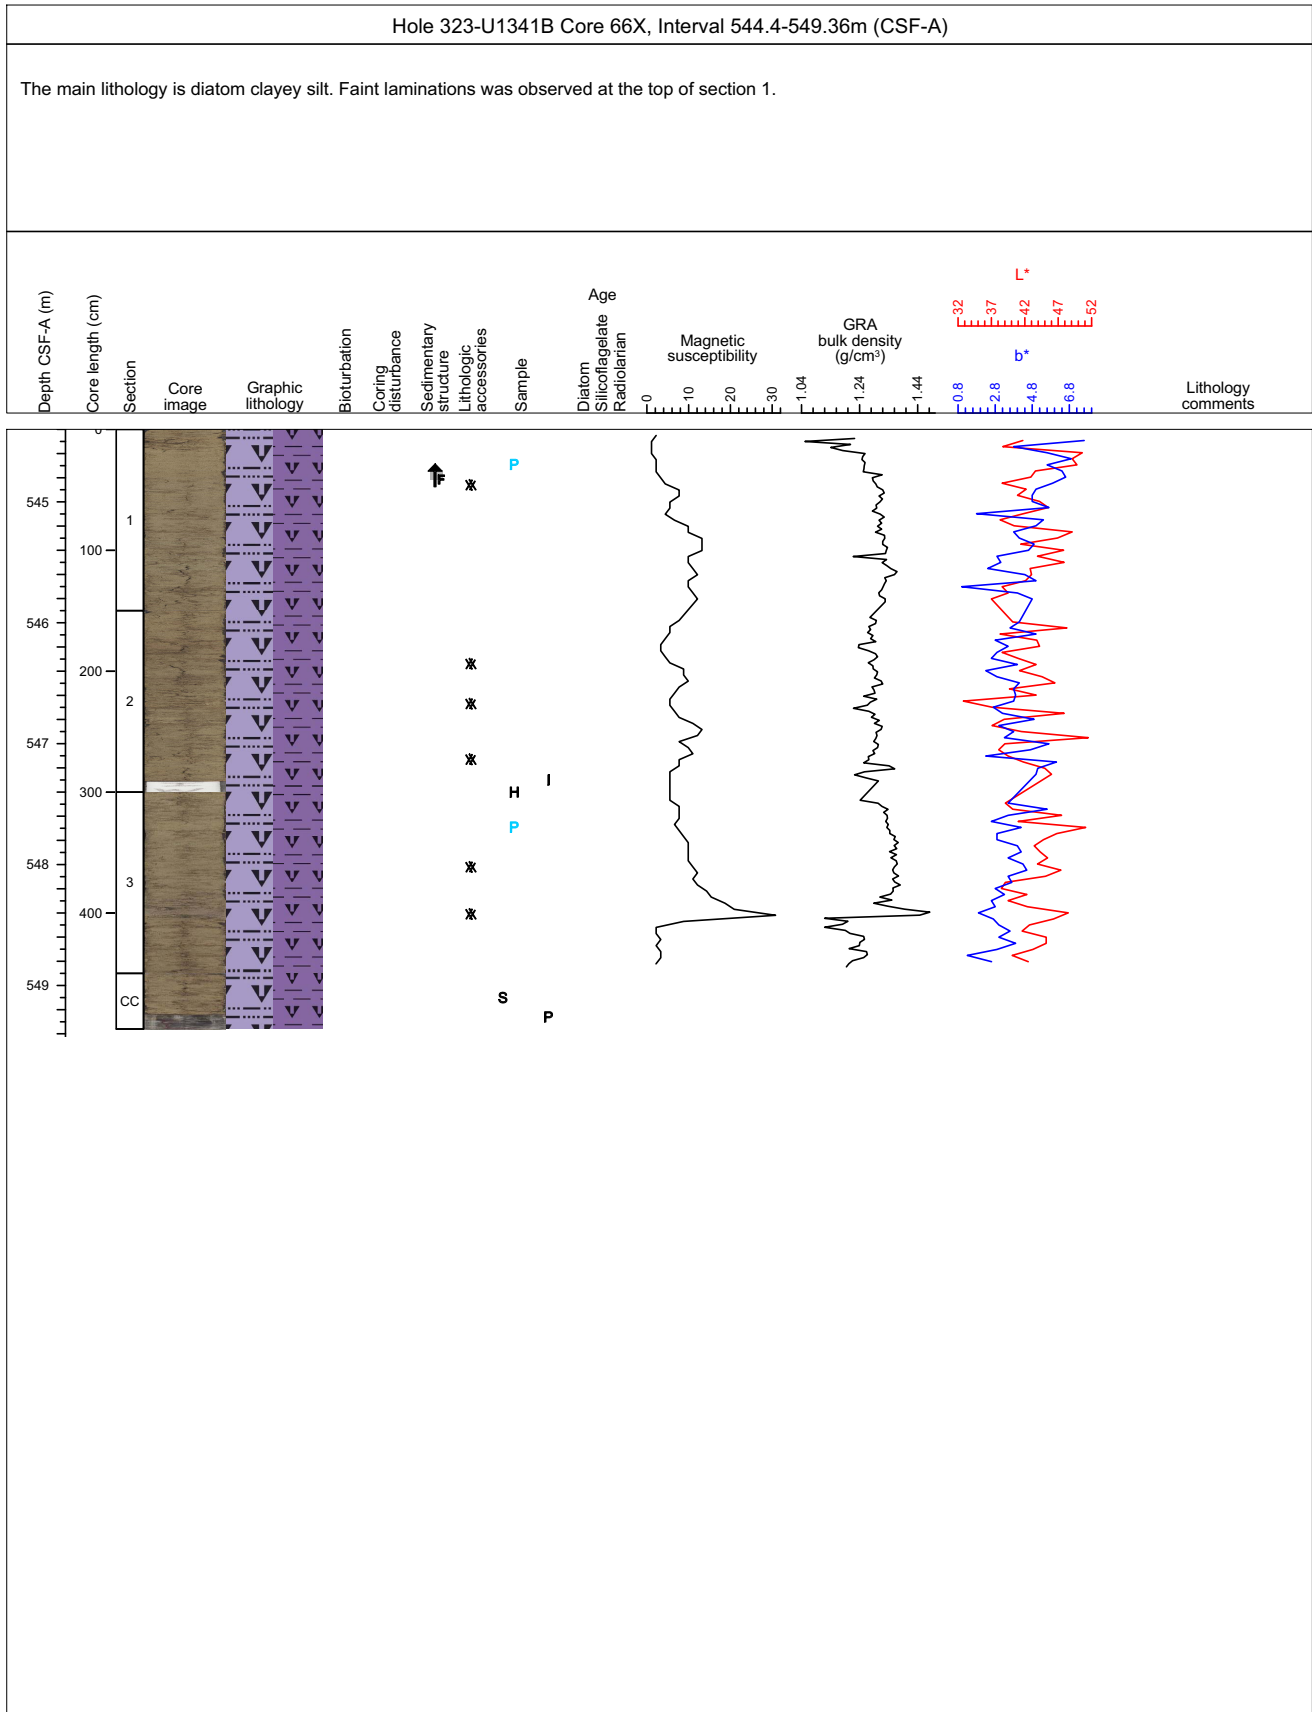 Hole 323-U1341B Core 66X, Interval 544.4-549.36m (CSF-A)
The main lithology is diatom clayey silt. Faint laminations was observed at the top of section 1.
Depth CSF-A (m)
Core length (cm)
Section
Core
image
Graphic
lithology
Bioturbation
Coring
disturbance
Sedimentary
structure
Lithologic
accessories
Sample
Age
Diatom
Silicoflagelate
Radiolarian
Magnetic
susceptibility
0 10 20 30
GRA
bulk density
(g/cm³)
1.04 1.24 1.44
L*
32 37 42 47 52
b*
0.8 2.8 4.8 6.8
Lithology
comments
0
P
F
545
1
100
546
200
2
547
I
300
H
P
548
3
400
549
CC
S
P